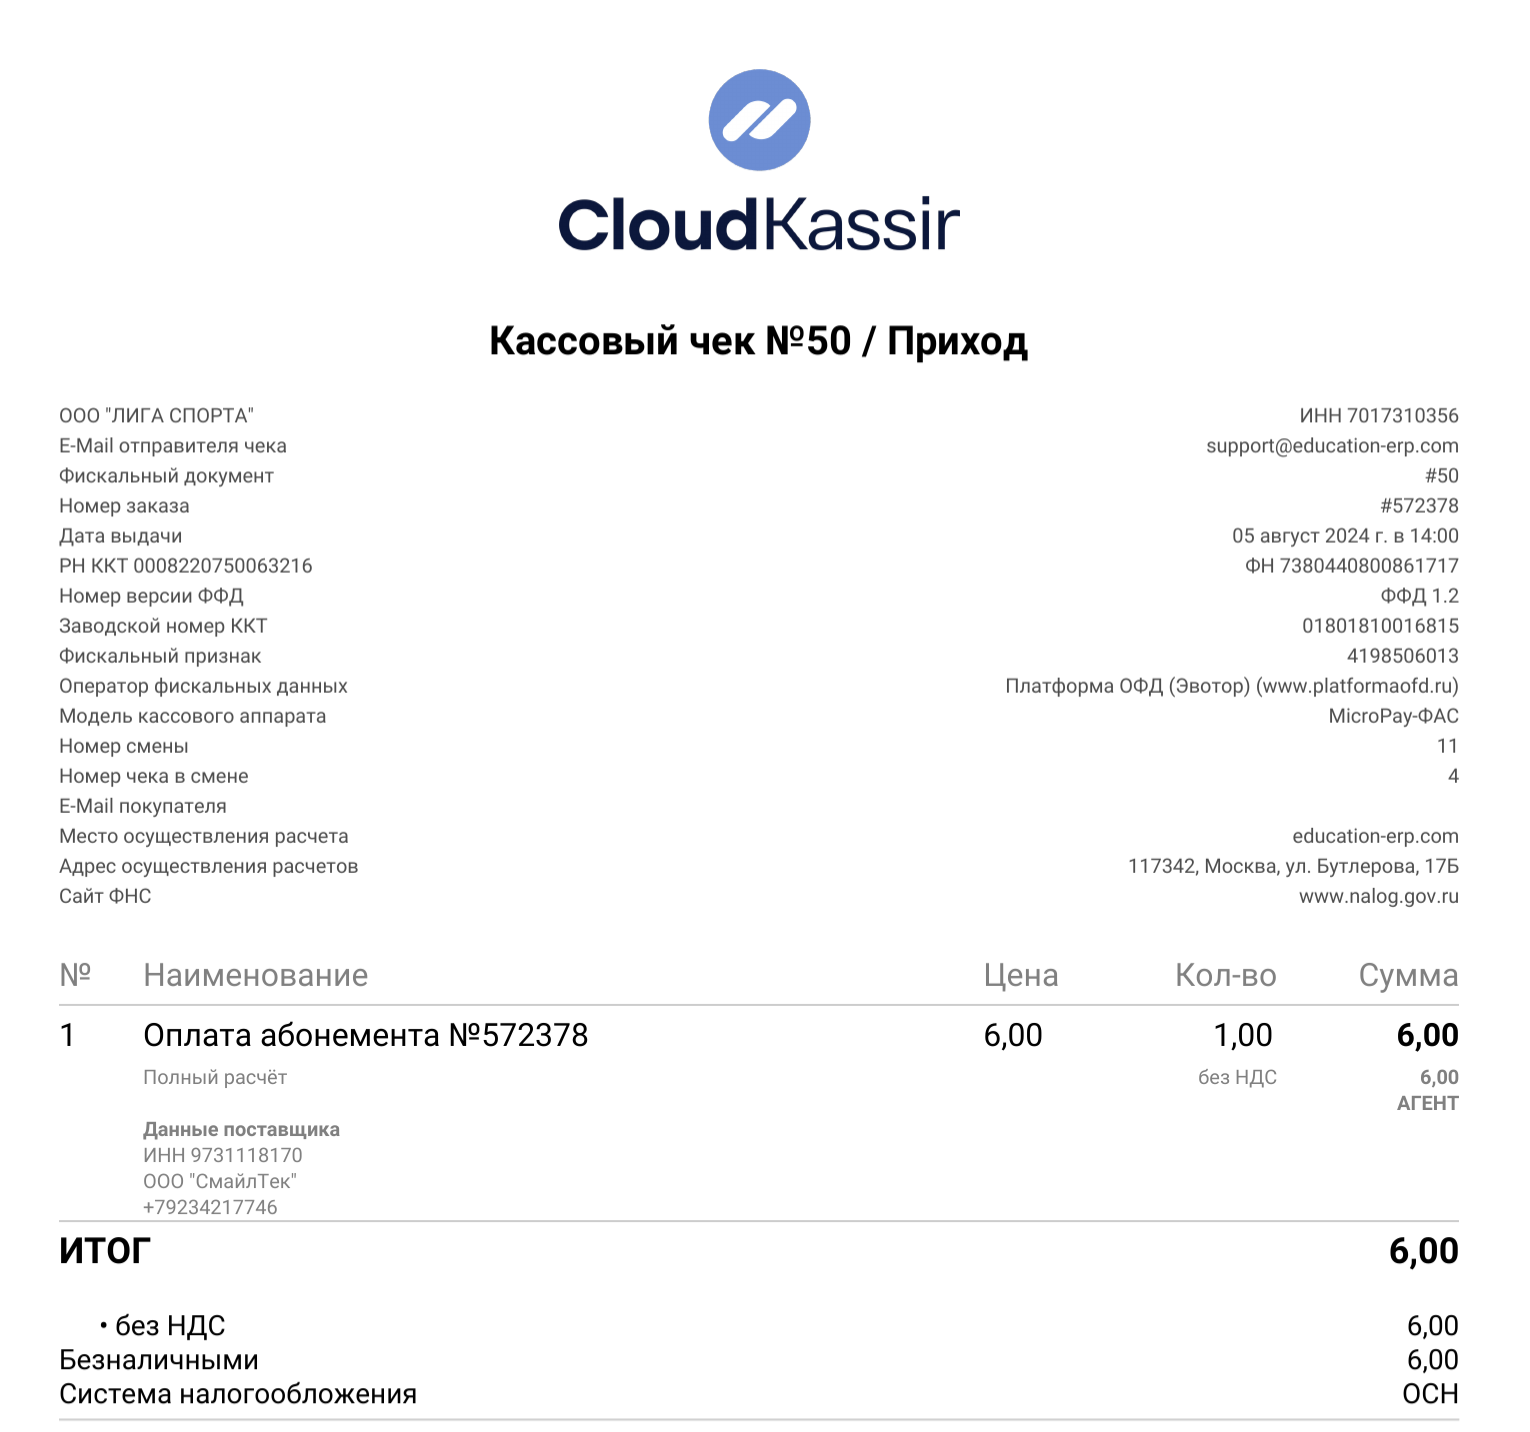 CloudKassir
Кассовый чек №50 / Приход
ООО "ЛИГА СПОРТА" ИНН 7017310356
E-Mail отправителя чека support@education-erp.com
Фискальный документ #50
Номер заказа #572378
Дата выдачи 05 август 2024 г. в 14:00
РН ККТ 0008220750063216 ФН 7380440800861717
Номер версии ФФД ФФД 1.2
Заводской номер ККТ 01801810016815
Фискальный признак 4198506013
Оператор фискальных данных Платформа ОФД (Эвотор) (www.platformaofd.ru)
Модель кассового аппарата MicroPay-ФАС
Номер смены 11
Номер чека в смене 4
E-Mail покупателя
Место осуществления расчета education-erp.com
Адрес осуществления расчетов 117342, Москва, ул. Бутлерова, 17Б
Сайт ФНС www.nalog.gov.ru
№ Наименование Цена Кол-во Сумма
1 Оплата абонемента №572378 6,00 1,00 6,00
Полный расчёт без НДС 6,00
АГЕНТ
Данные поставщика
ИНН 9731118170
ООО "СмайлТек"
+79234217746
ИТОГ 6,00
• без НДС 6,00
Безналичными 6,00
Система налогообложения ОСН